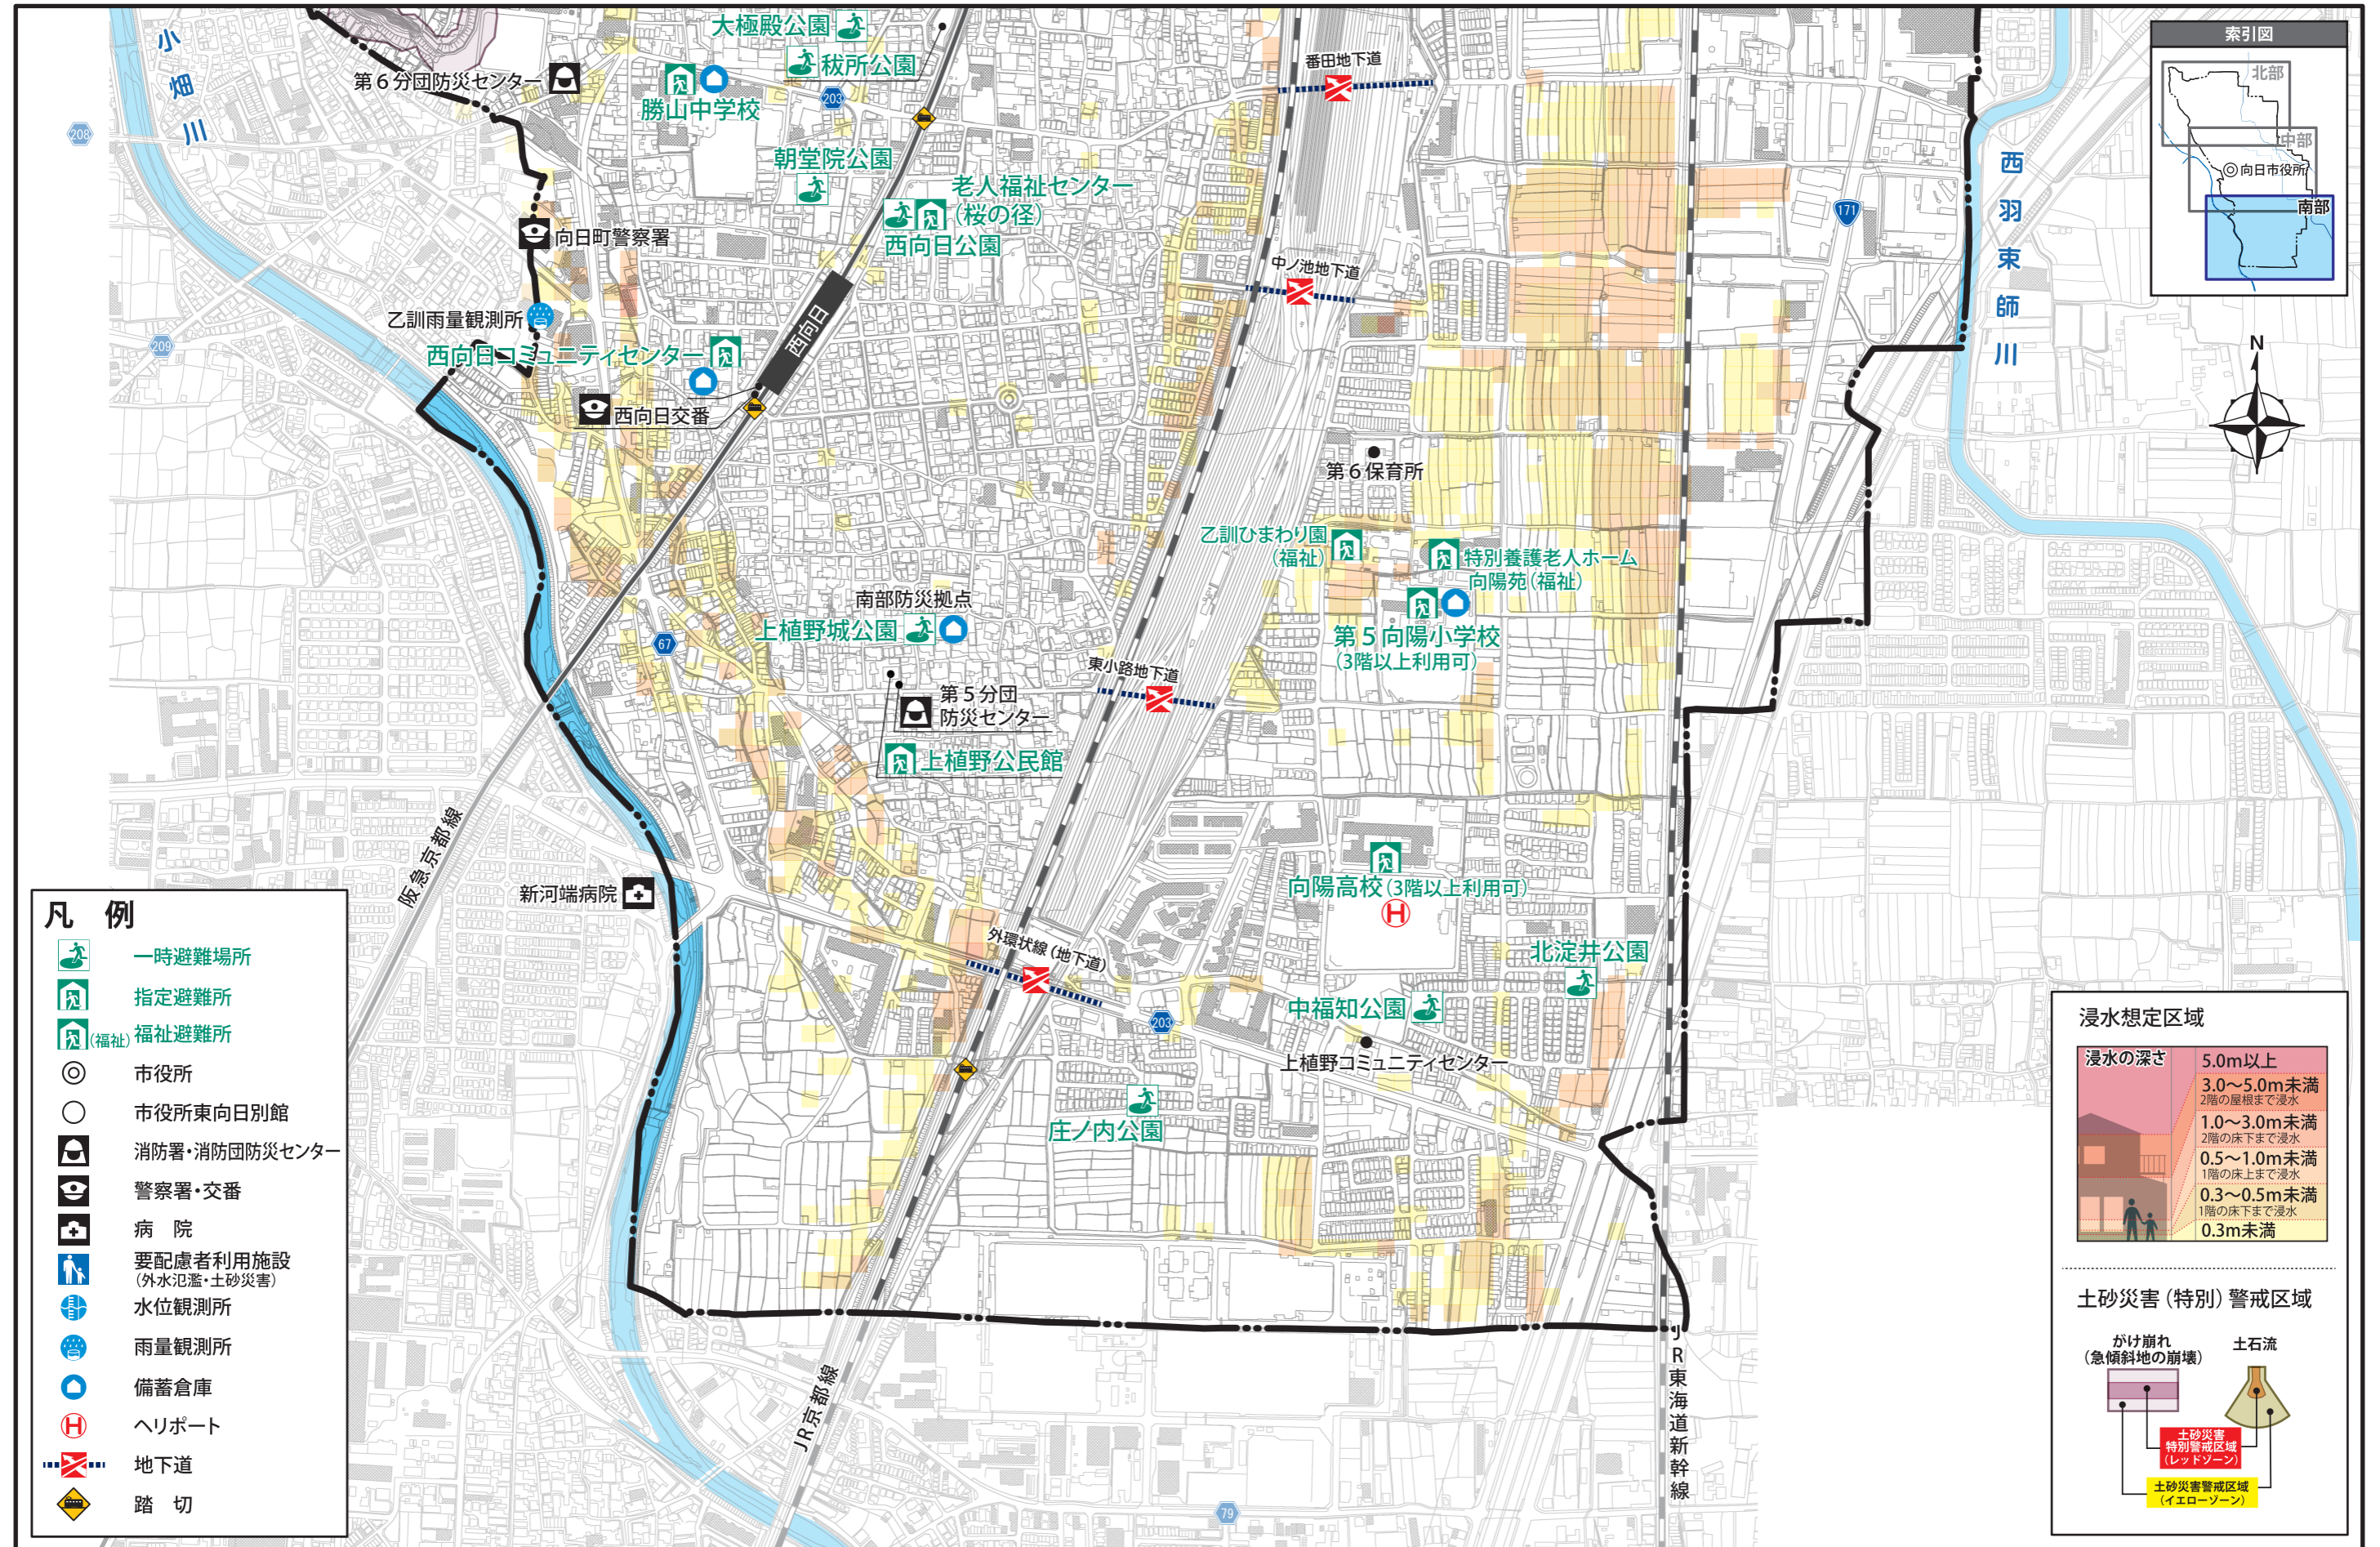 大極殿公園
秡所公園
第6分団防災センター
勝山中学校
203
番田地下道
小畑川
208
朝堂院公園
老人福祉センター
(桜の径)
西向日公園
向日町警察署
171
西羽束師川
中ノ池地下道
乙訓雨量観測所
西向日コミュニティセンター
209
西向日
西向日交番
第6保育所
乙訓ひまわり園
(福祉)
特別養護老人ホーム
向陽苑(福祉)
南部防災拠点
上植野城公園
67
第5向陽小学校
(3階以上利用可)
東小路地下道
第5分団
防災センター
上植野公民館
阪急京都線
新河端病院
向陽高校(3階以上利用可)
外環状線(地下道)
北淀井公園
中福知公園
203
上植野コミュニティセンター
庄ノ内公園
JR京都線
JR東海道新幹線
79
索引図
北部
中部
向日市役所
南部
N
凡 例
一時避難場所
指定避難所
(福祉)福祉避難所
市役所
市役所東向日別館
消防署・消防団防災センター
警察署・交番
病 院
要配慮者利用施設
(外水氾濫・土砂災害)
水位観測所
雨量観測所
備蓄倉庫
ヘリポート
地下道
踏 切
浸水想定区域
浸水の深さ
5.0m以上
3.0〜5.0m未満
2階の屋根まで浸水
1.0〜3.0m未満
2階の床下まで浸水
0.5〜1.0m未満
1階の床上まで浸水
0.3〜0.5m未満
1階の床下まで浸水
0.3m未満
土砂災害(特別)警戒区域
がけ崩れ
(急傾斜地の崩壊)
土石流
土砂災害
特別警戒区域
(レッドゾーン)
土砂災害警戒区域
(イエローゾーン)